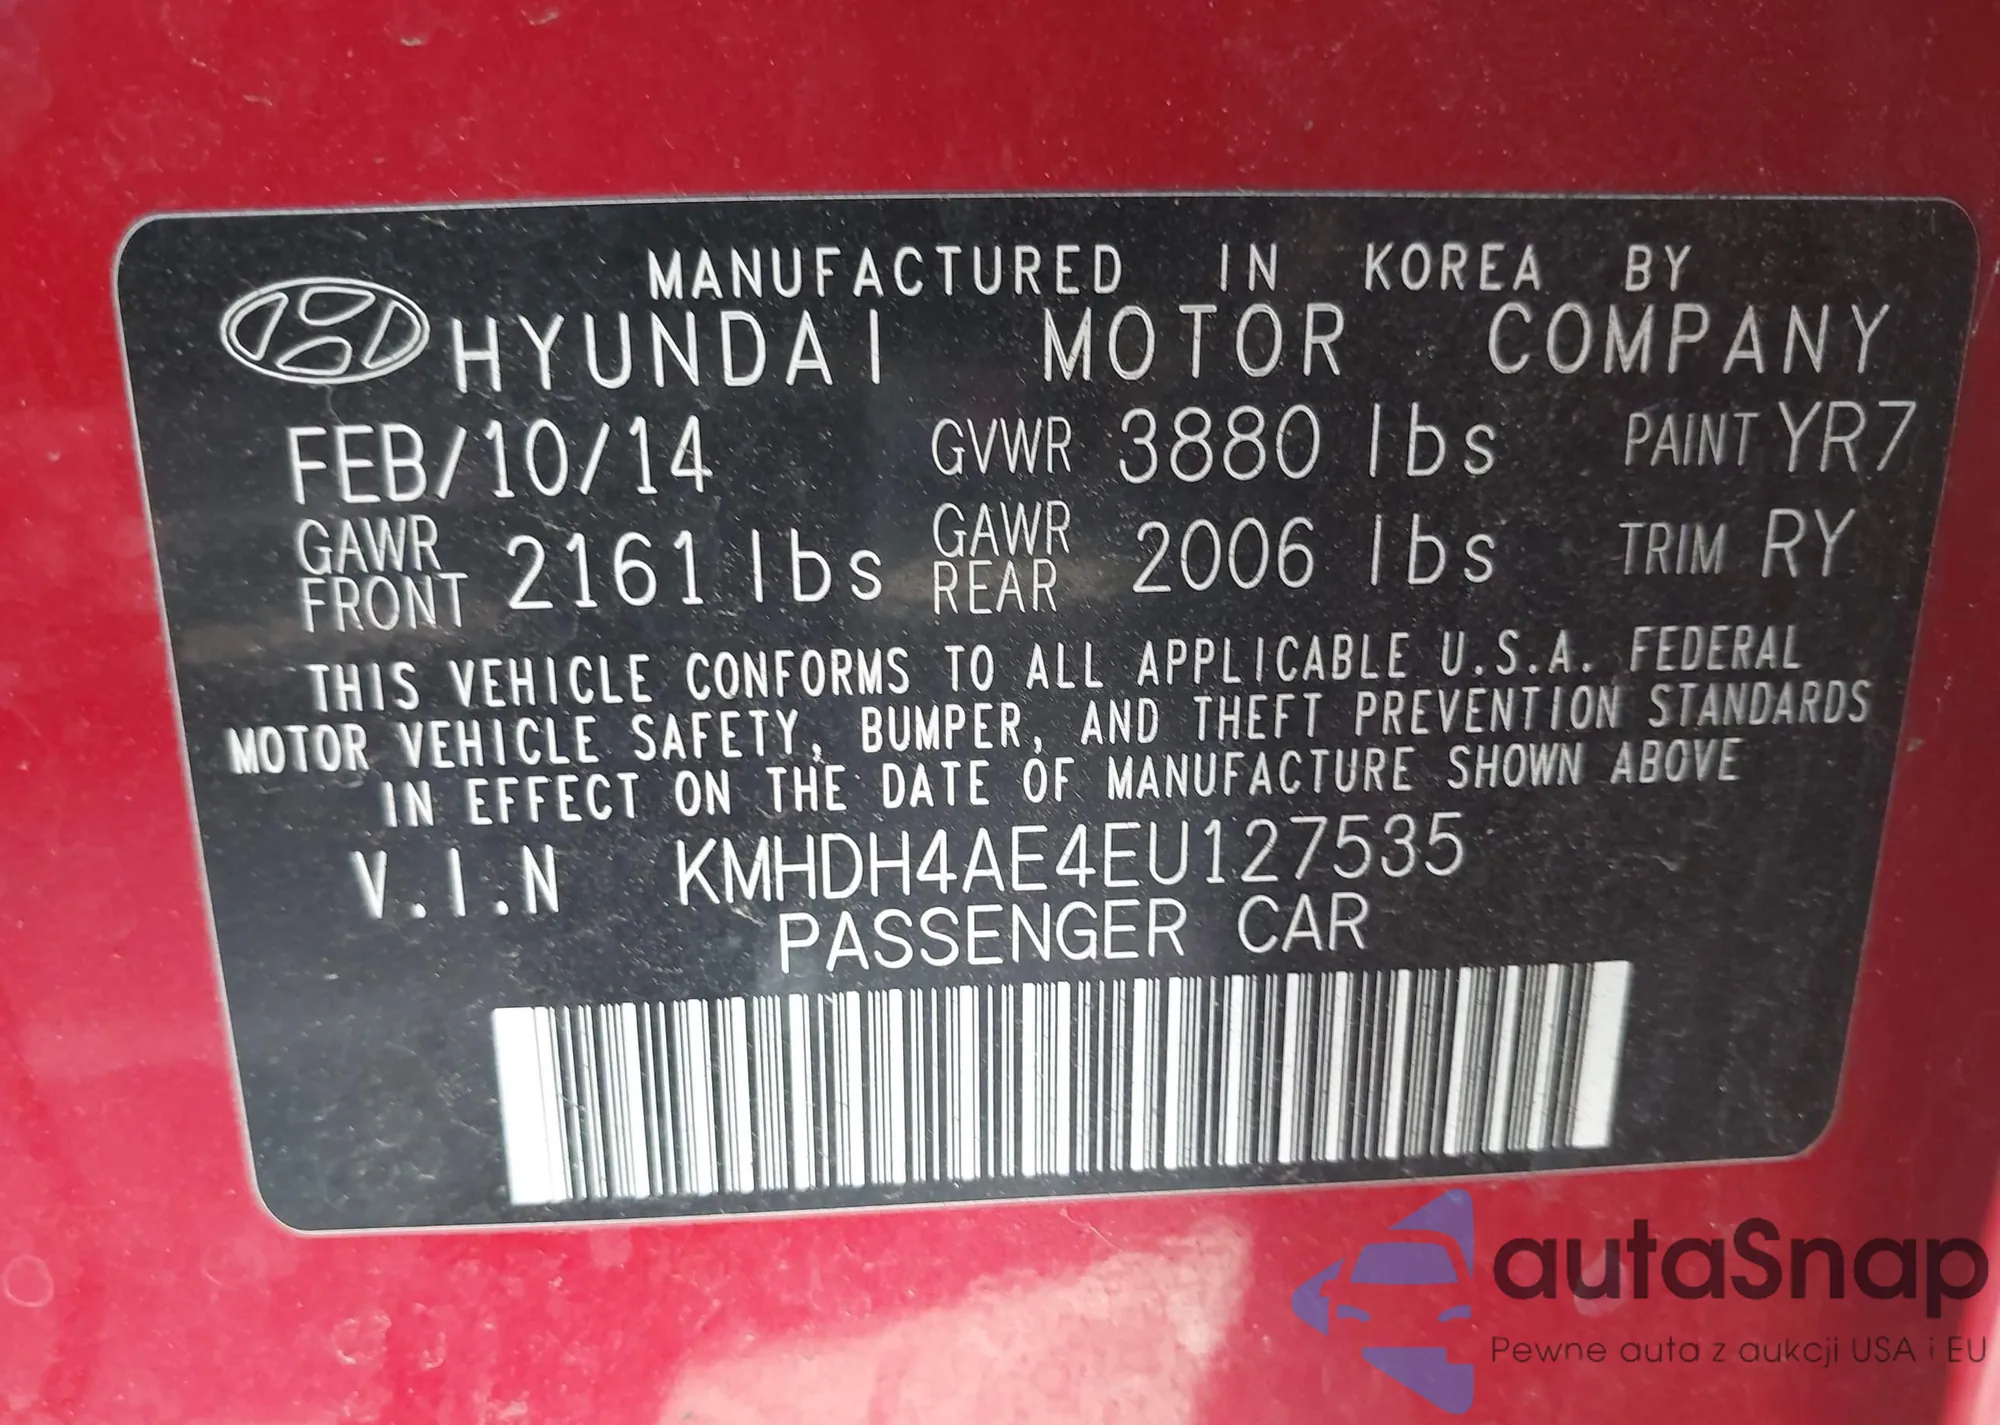 MANUFACTURED IN KOREA BY
HYUNDAI MOTOR COMPANY
FEB/10/14 GVWR 3880 lbs PAINT YR7
GAWR FRONT 2161 lbs GAWR REAR 2006 lbs TRIM RY
THIS VEHICLE CONFORMS TO ALL APPLICABLE U.S.A. FEDERAL
MOTOR VEHICLE SAFETY, BUMPER, AND THEFT PREVENTION STANDARDS
IN EFFECT ON THE DATE OF MANUFACTURE SHOWN ABOVE
V.I.N KMHDH4AE4EU127535
PASSENGER CAR
autaSnap
Pewne auta z aukcji USA i EU